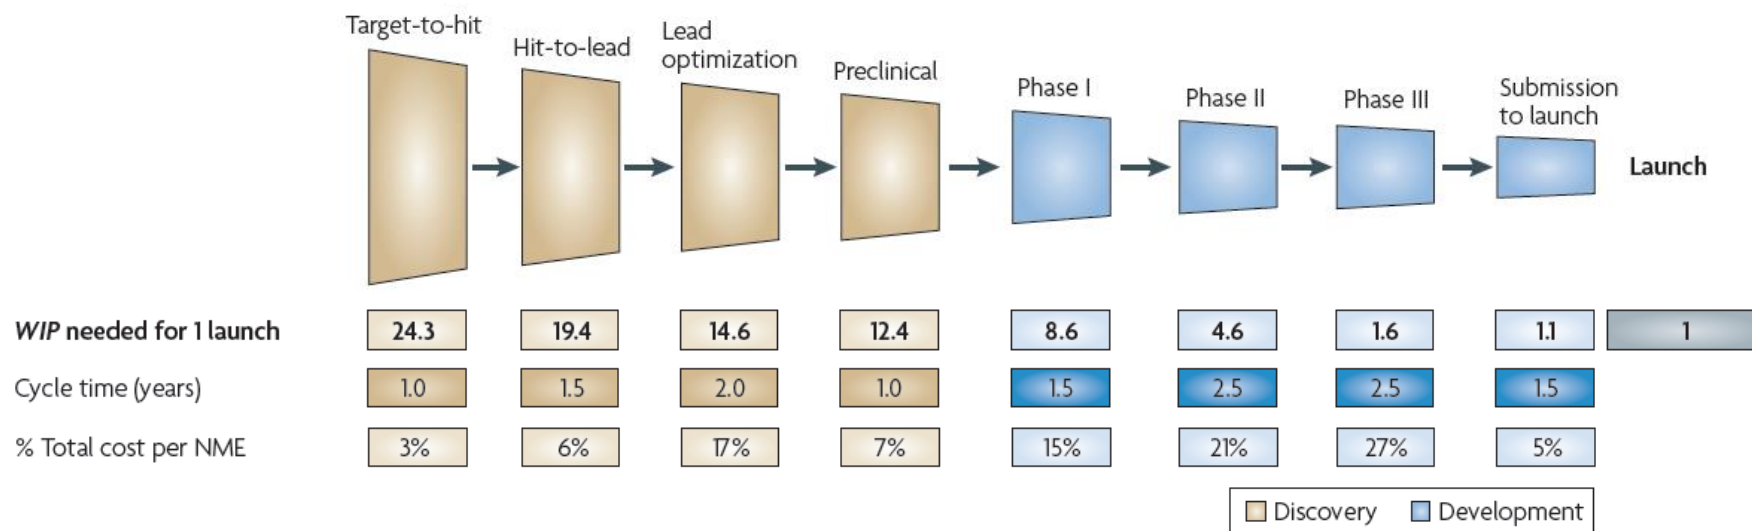 Target-to-hit
Hit-to-lead
Lead
optimization
Preclinical
Phase I
Phase II
Phase III
Submission
to launch
Launch
WIP needed for 1 launch 24.3 19.4 14.6 12.4 8.6 4.6 1.6 1.1 1
Cycle time (years) 1.0 1.5 2.0 1.0 1.5 2.5 2.5 1.5
% Total cost per NME 3% 6% 17% 7% 15% 21% 27% 5%
Discovery Development